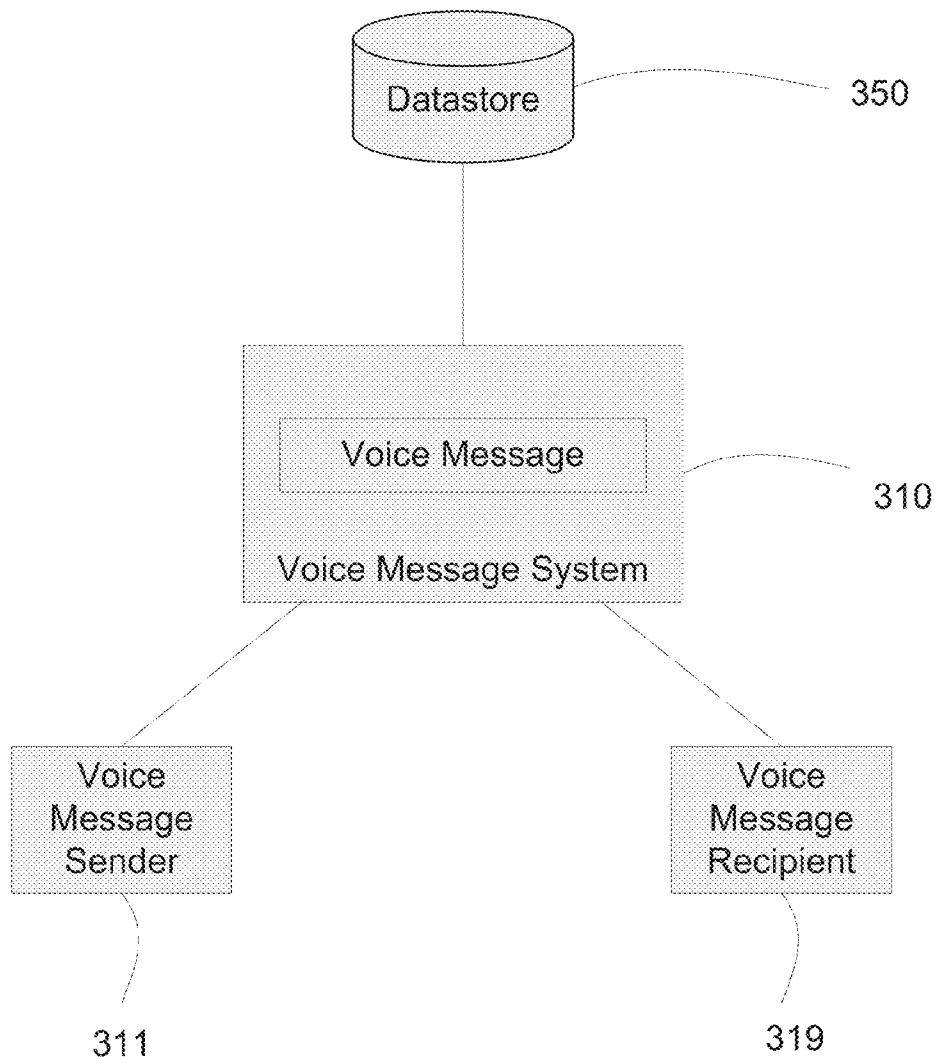 Datastore
350
Voice Message
310
Voice Message System
Voice
Message
Sender
Voice
Message
Recipient
311
319